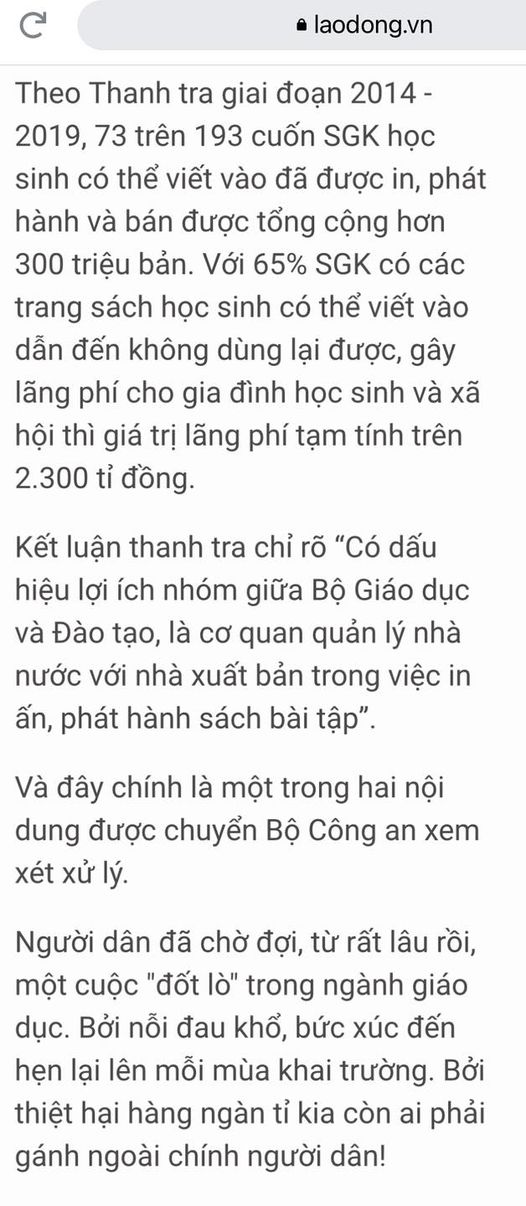 laodong.vn
Theo Thanh tra giai đoạn 2014 -
2019, 73 trên 193 cuốn SGK học
sinh có thể viết vào đã được in, phát
hành và bán được tổng cộng hơn
300 triệu bản. Với 65% SGK có các
trang sách học sinh có thể viết vào
dẫn đến không dùng lại được, gây
lãng phí cho gia đình học sinh và xã
hội thì giá trị lãng phí tạm tính trên
2.300 tỉ đồng.
Kết luận thanh tra chỉ rõ “Có dấu
hiệu lợi ích nhóm giữa Bộ Giáo dục
và Đào tạo, là cơ quan quản lý nhà
nước với nhà xuất bản trong việc in
ấn, phát hành sách bài tập”.
Và đây chính là một trong hai nội
dung được chuyển Bộ Công an xem
xét xử lý.
Người dân đã chờ đợi, từ rất lâu rồi,
một cuộc "đốt lò" trong ngành giáo
dục. Bởi nỗi đau khổ, bức xúc đến
hẹn lại lên mỗi mùa khai trường. Bởi
thiệt hại hàng ngàn tỉ kia còn ai phải
gánh ngoài chính người dân!